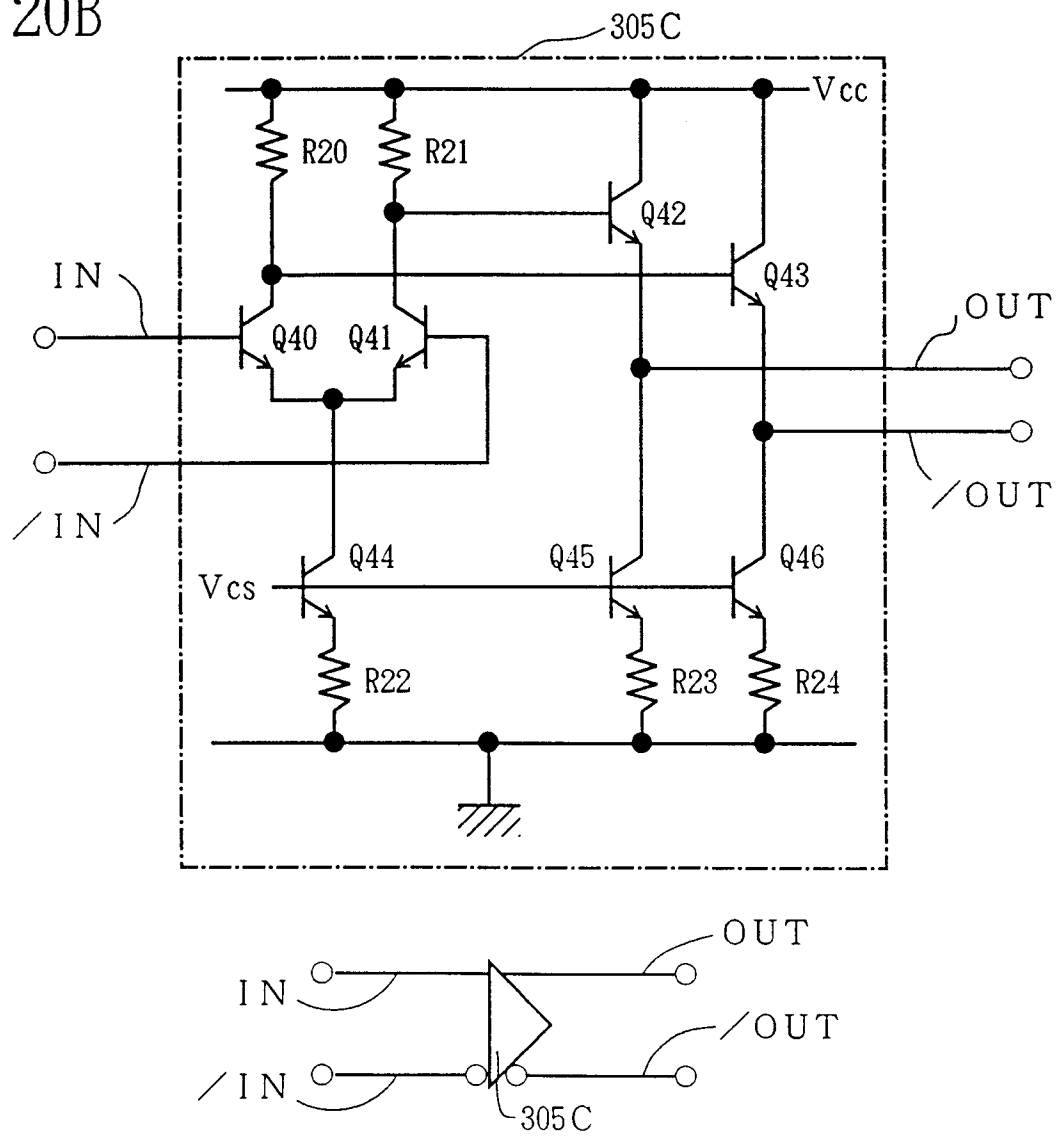 20B
305C
Vcc
R20
R21
Q42
Q43
IN
Q40
Q41
OUT
/IN
/OUT
Q44
Q45
Q46
Vcs
R22
R23
R24
OUT
IN
/OUT
/IN
305C